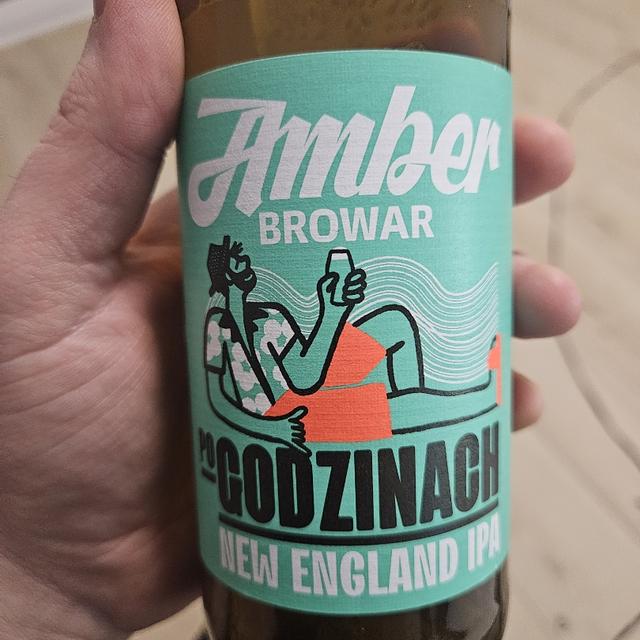 Amber
BROWAR
PO
GODZINACH
NEW ENGLAND IPA